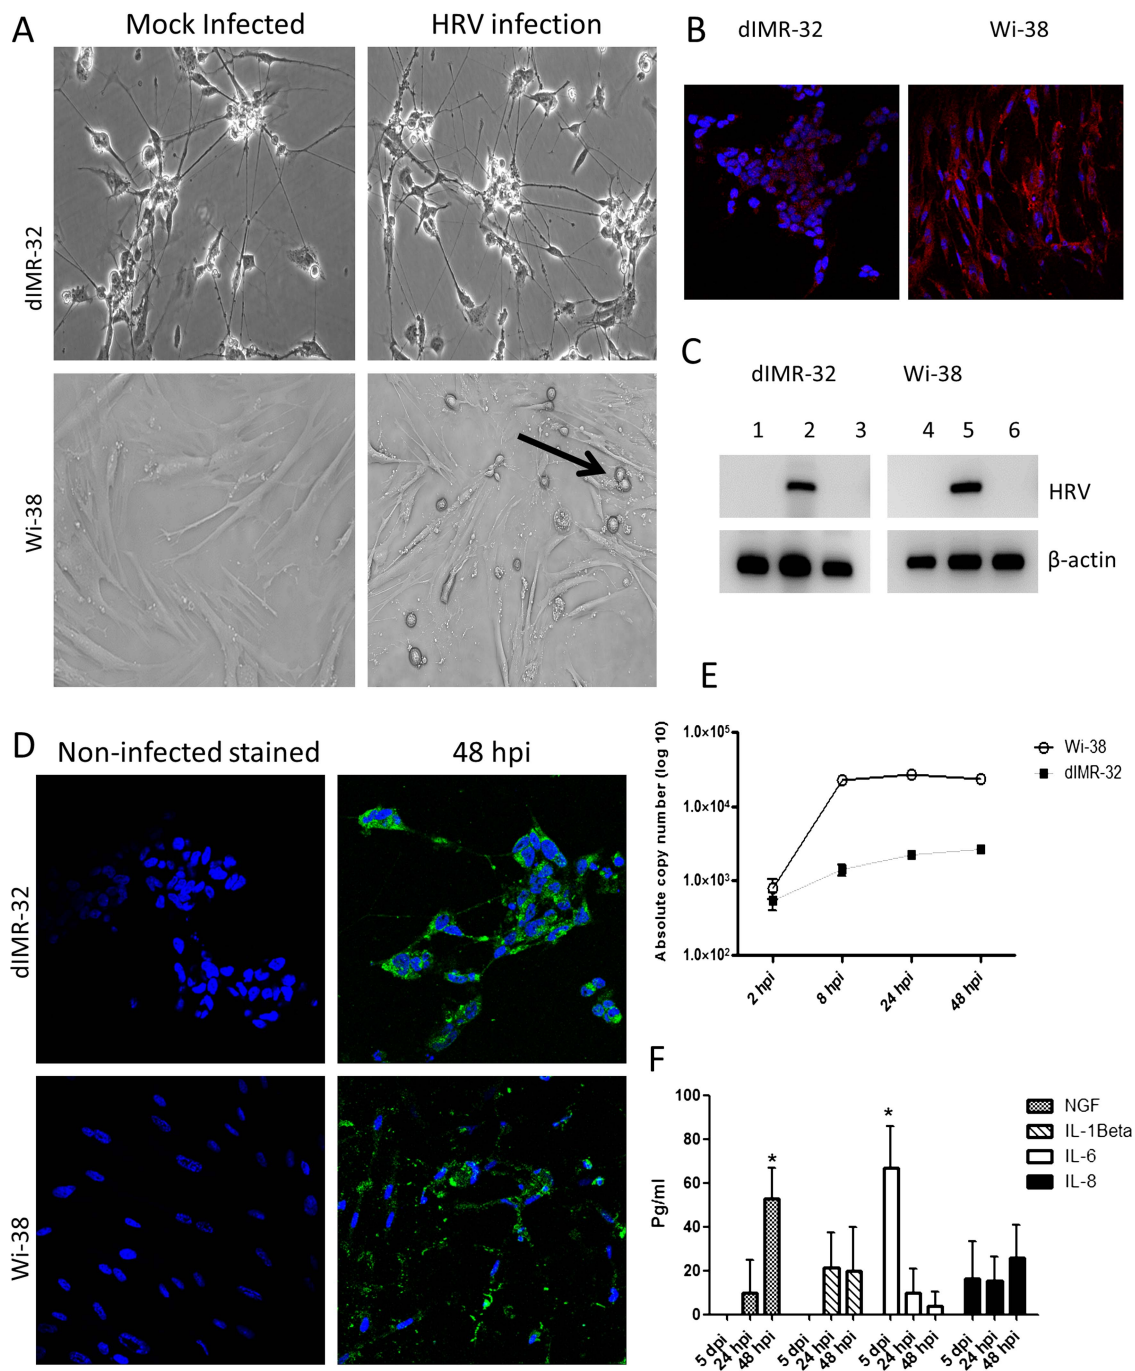 A
Mock Infected
HRV infection
dIMR-32
Wi-38
B
dIMR-32
Wi-38
C
dIMR-32
Wi-38
1 2 3 4 5 6
HRV
β-actin
D
Non-infected stained
48 hpi
dIMR-32
Wi-38
E
Absolute copy number (log 10)
1.0×10⁵
1.0×10⁴
1.0×10³
1.0×10²
2 hpi
8 hpi
24 hpi
48 hpi
Wi-38
dIMR-32
F
Pg/ml
100
80
60
40
20
0
*
*
5 dpi
24 hpi
48 hpi
5 dpi
24 hpi
48 hpi
5 dpi
24 hpi
48 hpi
5 dpi
24 hpi
48 hpi
NGF
IL-1Beta
IL-6
IL-8